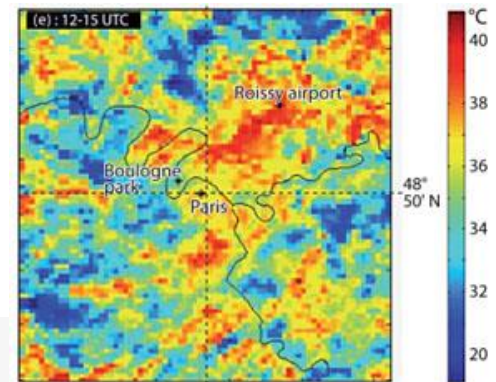 (e) : 12-15 UTC
°C
40
Roissy airport
38
36
Boulogne
park
Paris
48°
50' N
34
32
20